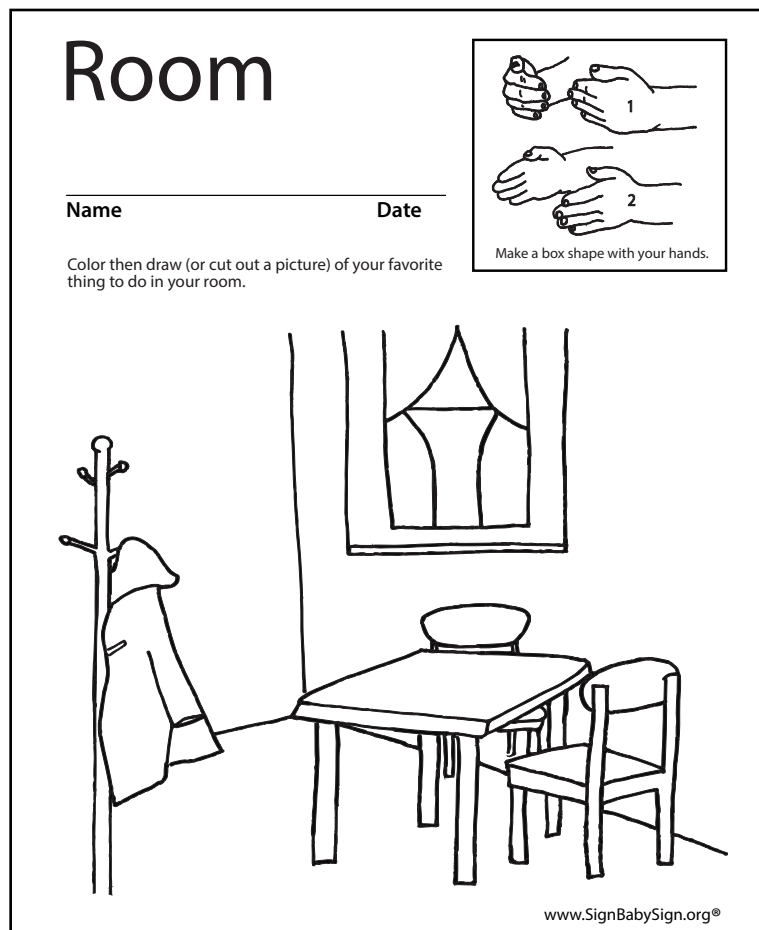 Room
1
2
Make a box shape with your hands.
Name Date
Color then draw (or cut out a picture) of your favorite
thing to do in your room.
www.SignBabySign.org®